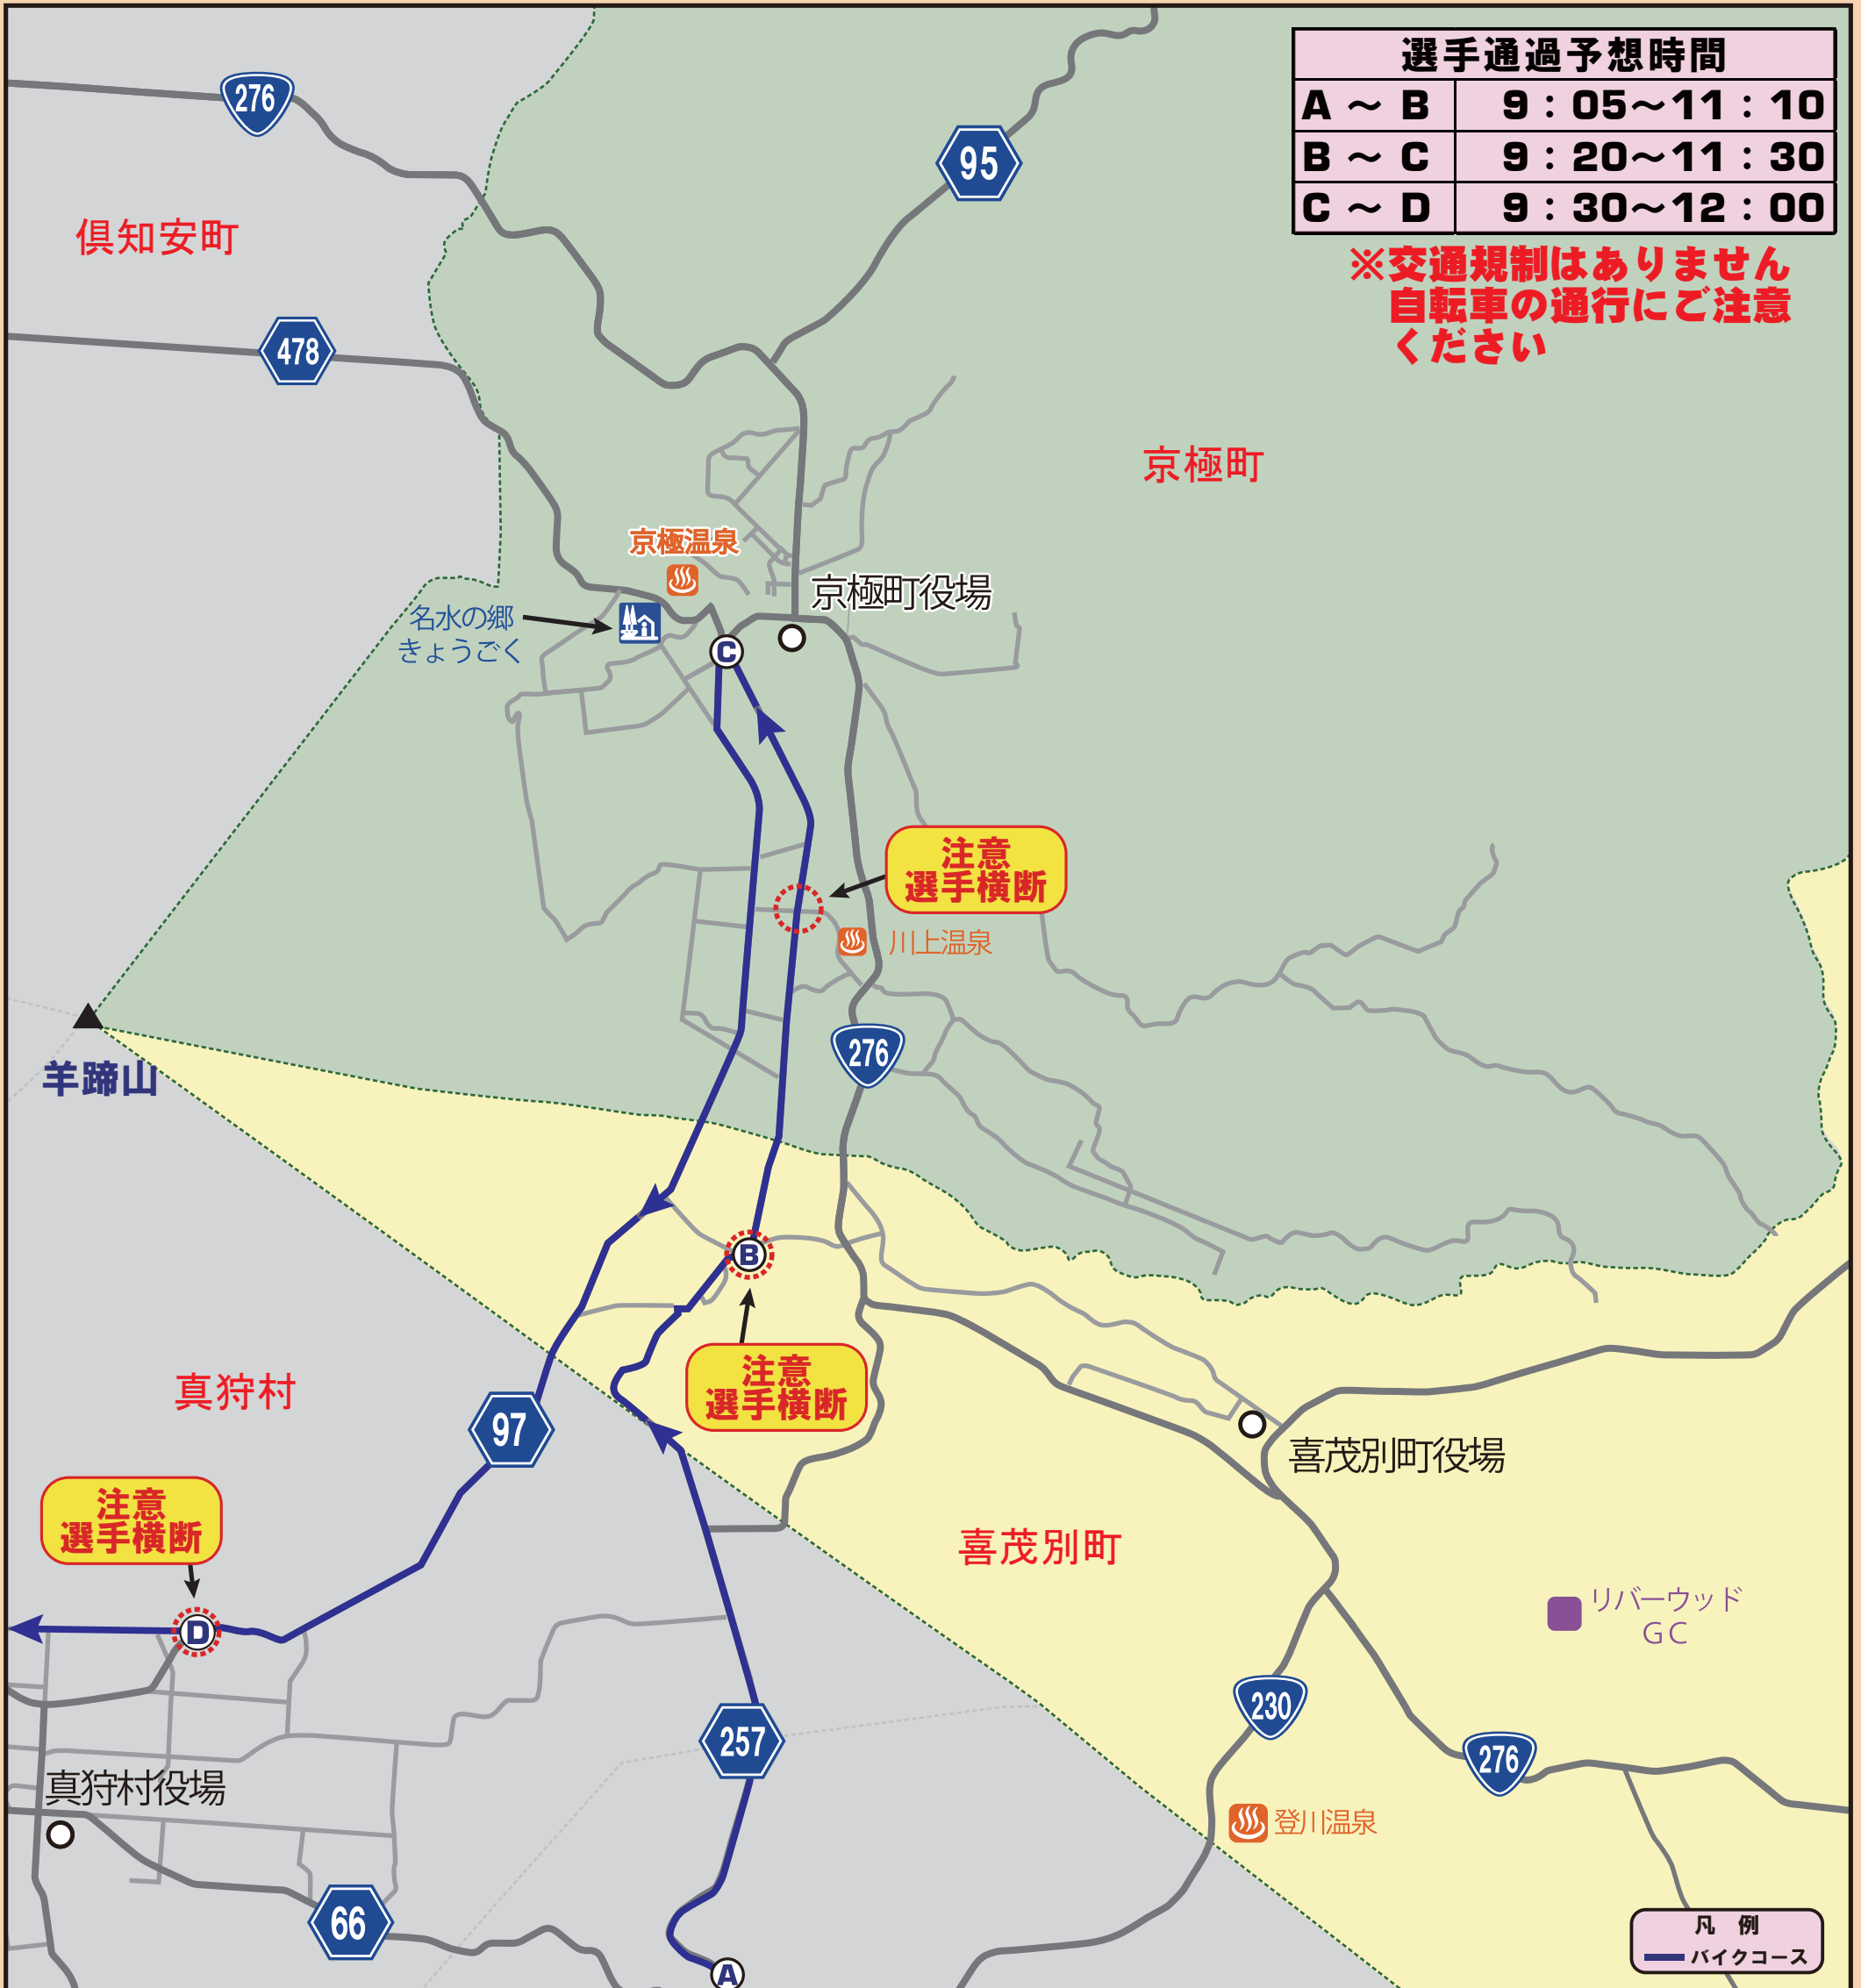 選手通過予想時間
A ～ B 9：05～11：10
B ～ C 9：20～11：30
C ～ D 9：30～12：00
※交通規制はありません
自転車の通行にご注意
ください
276
95
倶知安町
478
京極町
京極温泉
京極町役場
名水の郷
きょうごく
C
注意
選手横断
川上温泉
276
羊蹄山
B
注意
選手横断
真狩村
97
喜茂別町役場
注意
選手横断
喜茂別町
リバーウッド
GC
D
230
257
276
真狩村役場
登川温泉
66
A
凡　例
バイクコース